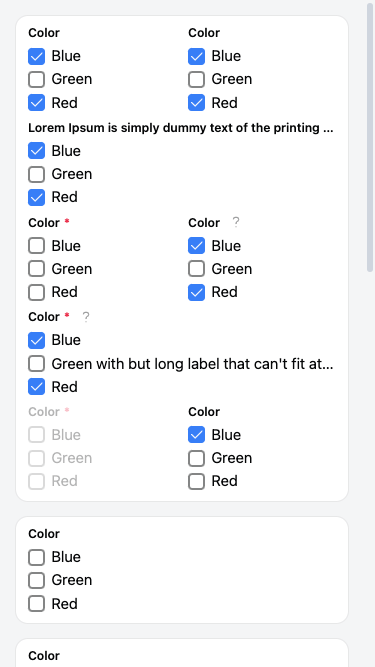 Color Color
Blue Blue
Green Green
Red Red
Lorem Ipsum is simply dummy text of the printing ...
Blue
Green
Red
Color * Color ?
Blue Blue
Green Green
Red Red
Color * ?
Blue
Green with but long label that can't fit at...
Red
Color * Color
Blue Blue
Green Green
Red Red
Color
Blue
Green
Red
Color